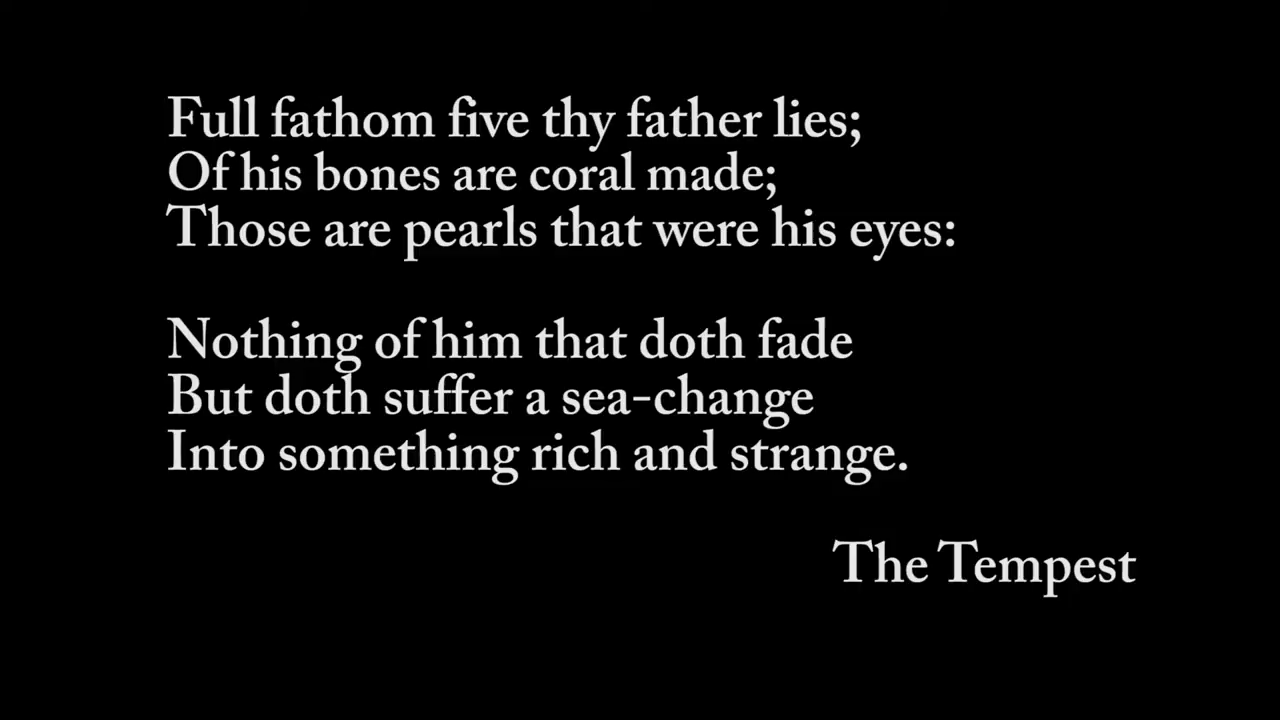 Full fathom five thy father lies;
Of his bones are coral made;
Those are pearls that were his eyes:
Nothing of him that doth fade
But doth suffer a sea-change
Into something rich and strange.
The Tempest